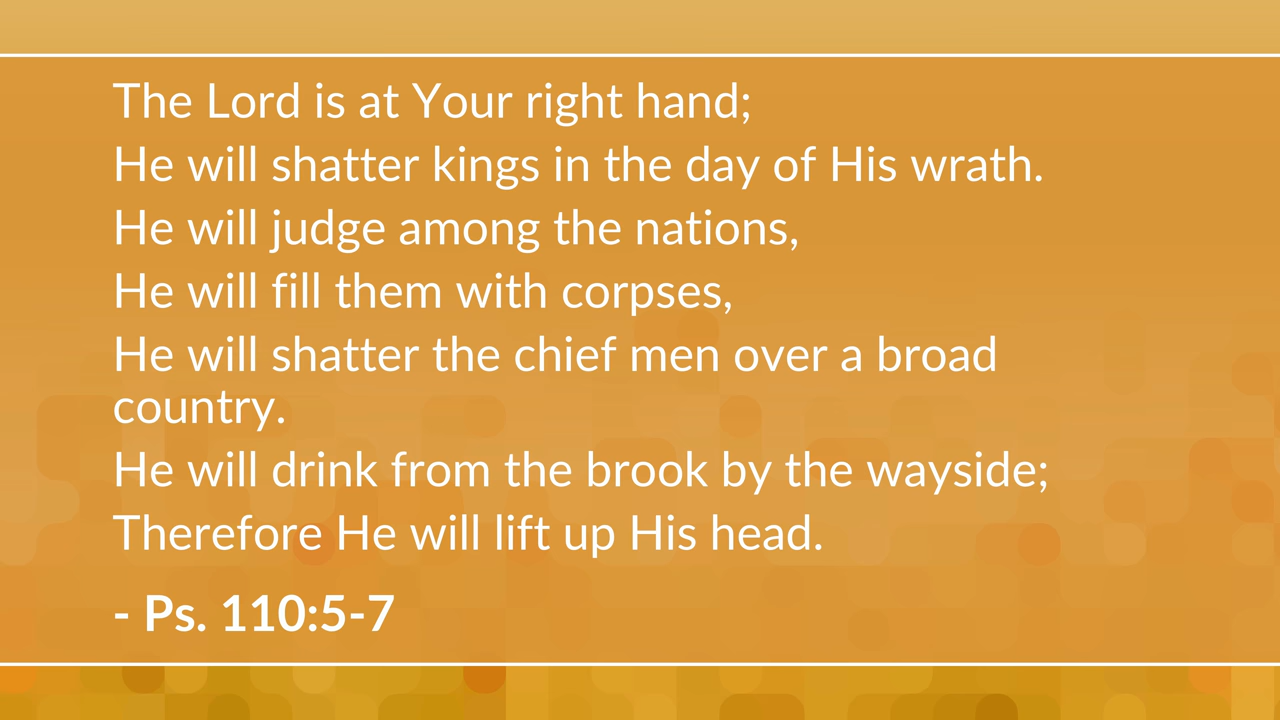 The Lord is at Your right hand;
He will shatter kings in the day of His wrath.
He will judge among the nations,
He will fill them with corpses,
He will shatter the chief men over a broad
country.
He will drink from the brook by the wayside;
Therefore He will lift up His head.
- Ps. 110:5-7